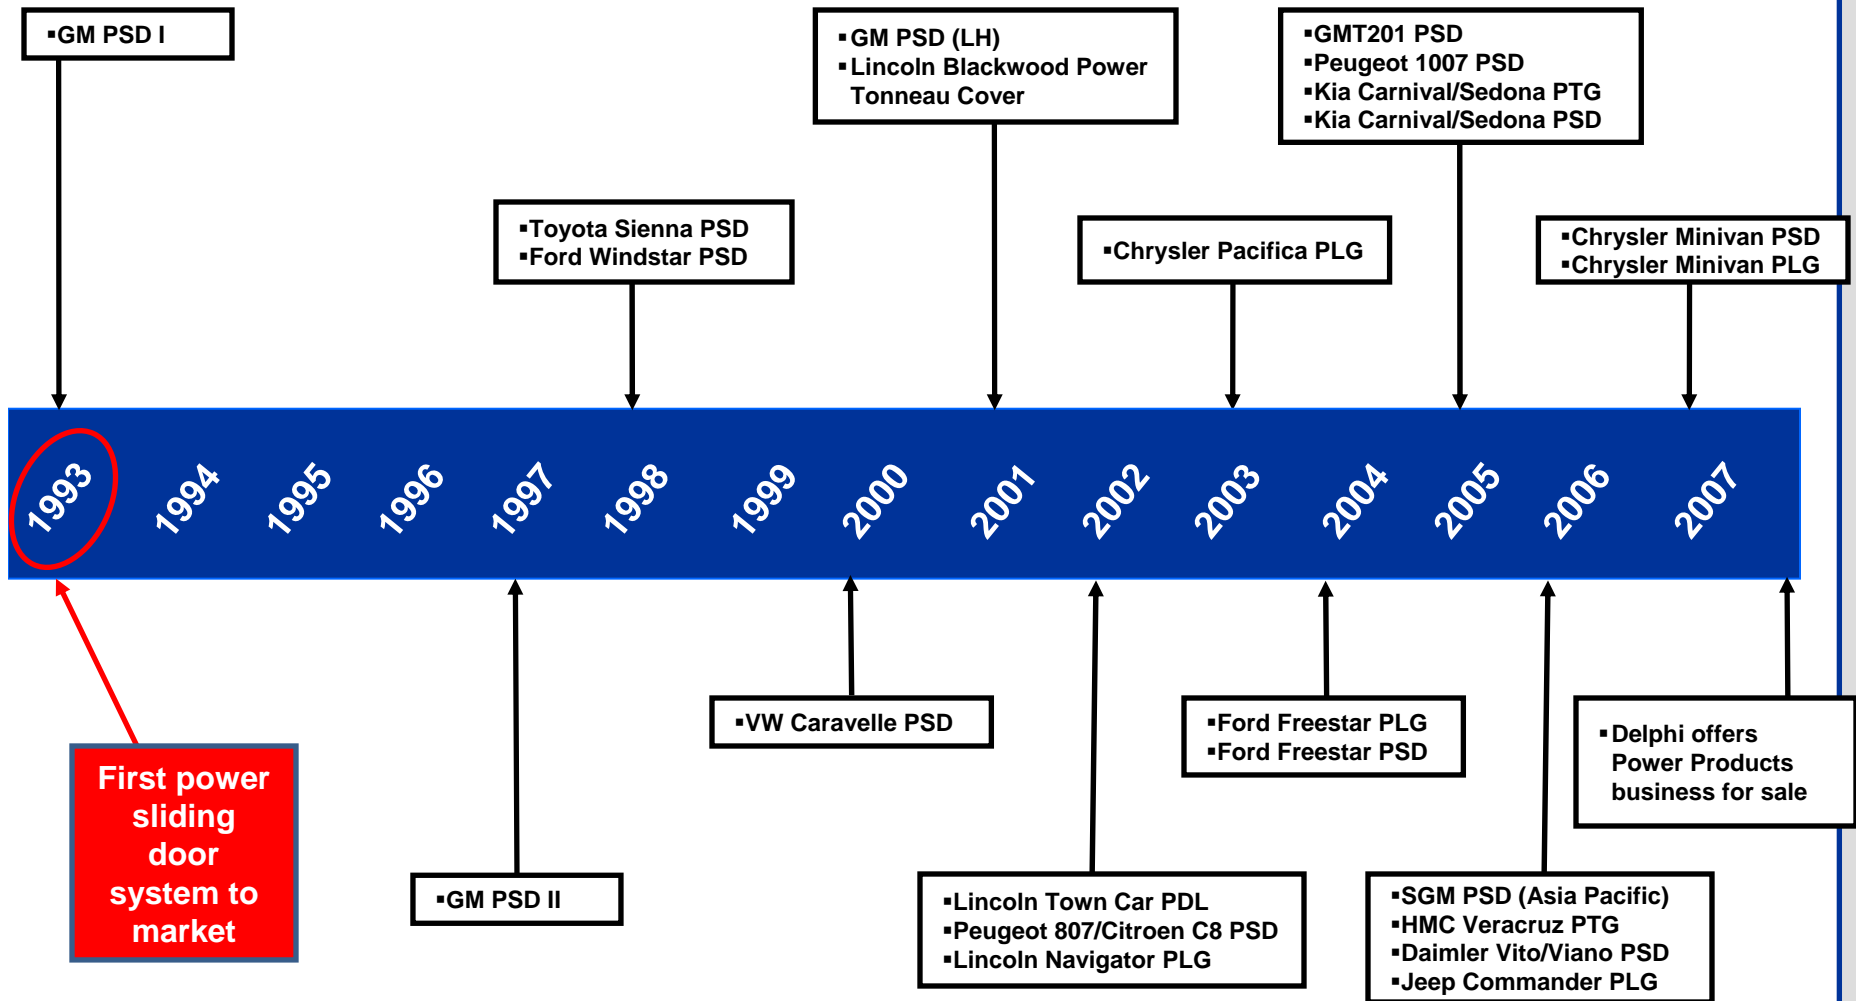 ▪GM PSD I
▪GM PSD (LH)
▪Lincoln Blackwood Power
Tonneau Cover
▪GMT201 PSD
▪Peugeot 1007 PSD
▪Kia Carnival/Sedona PTG
▪Kia Carnival/Sedona PSD
▪Toyota Sienna PSD
▪Ford Windstar PSD
▪Chrysler Pacifica PLG
▪Chrysler Minivan PSD
▪Chrysler Minivan PLG
1993
1994
1995
1996
1997
1998
1999
2000
2001
2002
2003
2004
2005
2006
2007
First power
sliding
door
system to
market
▪GM PSD II
▪VW Caravelle PSD
▪Lincoln Town Car PDL
▪Peugeot 807/Citroen C8 PSD
▪Lincoln Navigator PLG
▪Ford Freestar PLG
▪Ford Freestar PSD
▪SGM PSD (Asia Pacific)
▪HMC Veracruz PTG
▪Daimler Vito/Viano PSD
▪Jeep Commander PLG
▪Delphi offers
Power Products
business for sale